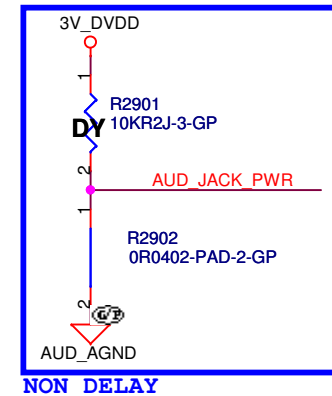 3V_DVDD
1
R2901
DY 10KR2J-3-GP
2
AUD_JACK_PWR
1
R2902
0R0402-PAD-2-GP
2
G/P
AUD_AGND
NON DELAY